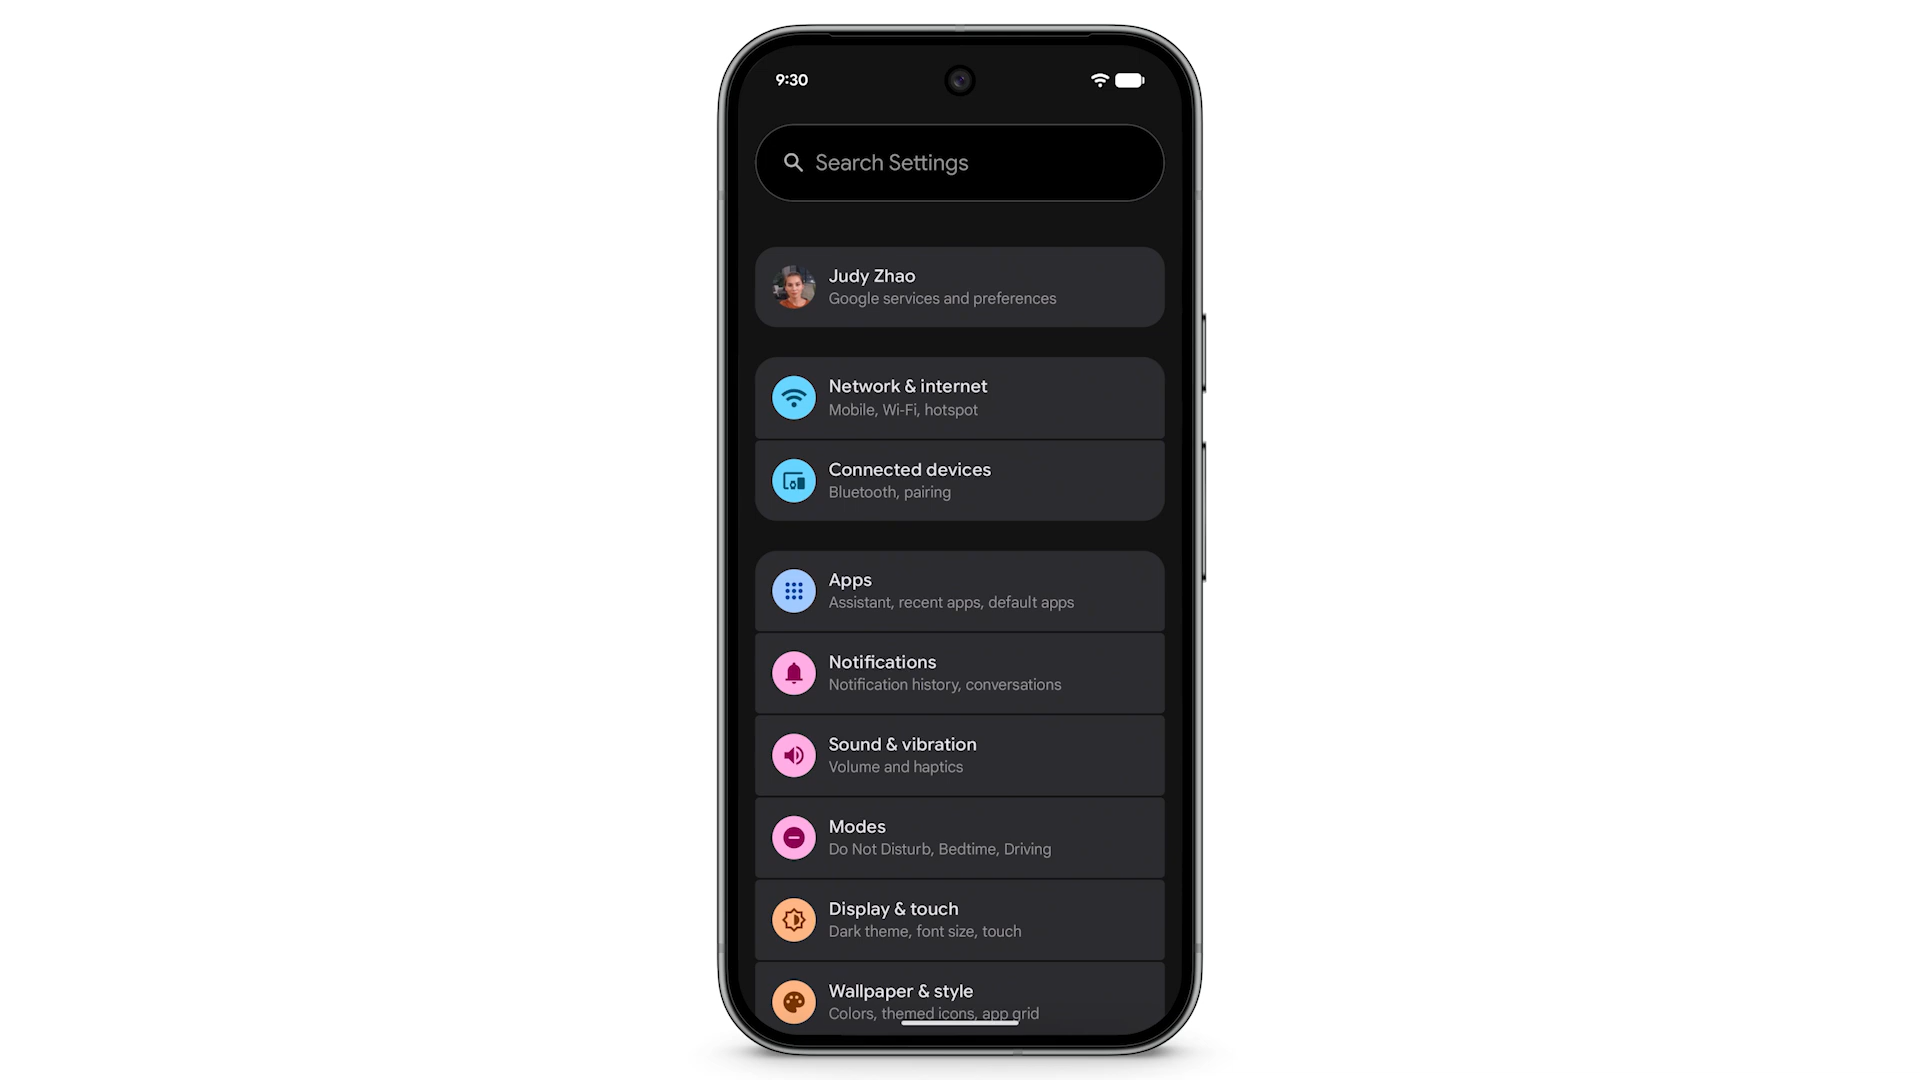 9:30
Search Settings
Judy Zhao
Google services and preferences
Network & internet
Mobile, Wi-Fi, hotspot
Connected devices
Bluetooth, pairing
Apps
Assistant, recent apps, default apps
Notifications
Notification history, conversations
Sound & vibration
Volume and haptics
Modes
Do Not Disturb, Bedtime, Driving
Display & touch
Dark theme, font size, touch
Wallpaper & style
Colors, themed icons, app grid